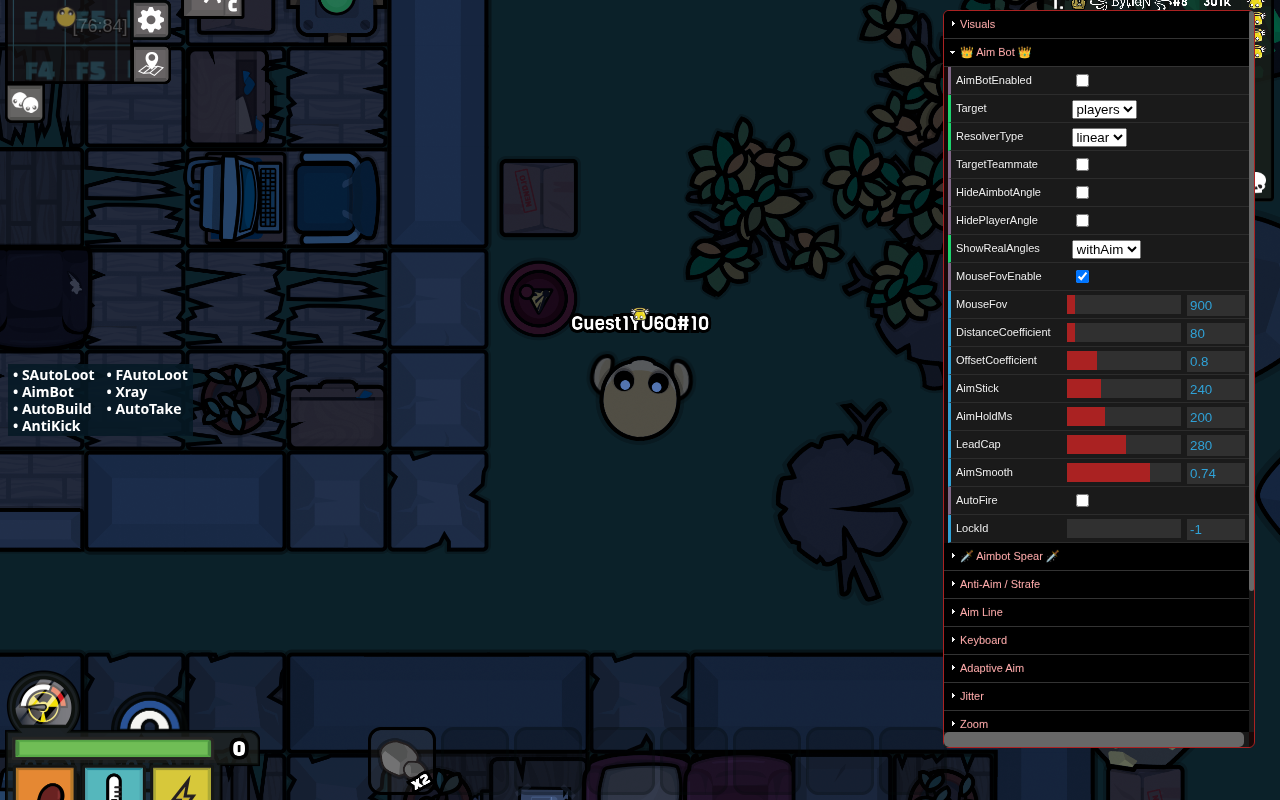 E4
[76:84]
F4 F5
C
#8 301k
Guest1YU6Q#10
• SAutoLoot • FAutoLoot
• AimBot • Xray
• AutoBuild • AutoTake
• AntiKick
0
x2
Visuals
👑 Aim Bot 👑
AimBotEnabled
Target players
ResolverType linear
TargetTeammate
HideAimbotAngle
HidePlayerAngle
ShowRealAngles withAim
MouseFovEnable
MouseFov 900
DistanceCoefficient 80
OffsetCoefficient 0.8
AimStick 240
AimHoldMs 200
LeadCap 280
AimSmooth 0.74
AutoFire
LockId -1
🗡️ Aimbot Spear 🗡️
Anti-Aim / Strafe
Aim Line
Keyboard
Adaptive Aim
Jitter
Zoom